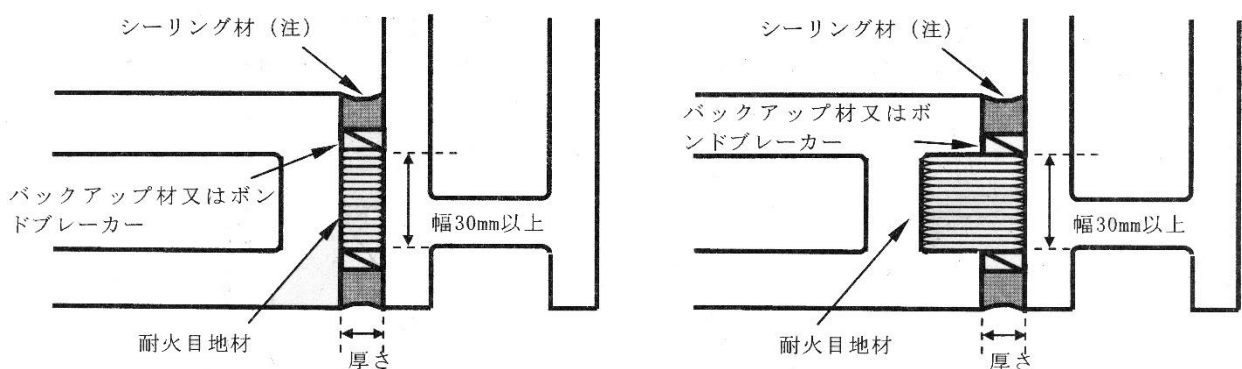 シーリング材（注）
バックアップ材又はボン
ドブレーカー
幅30mm以上
耐火目地材
厚さ
シーリング材（注）
バックアップ材又はボ
ンドブレーカー
幅30mm以上
耐火目地材
厚さ